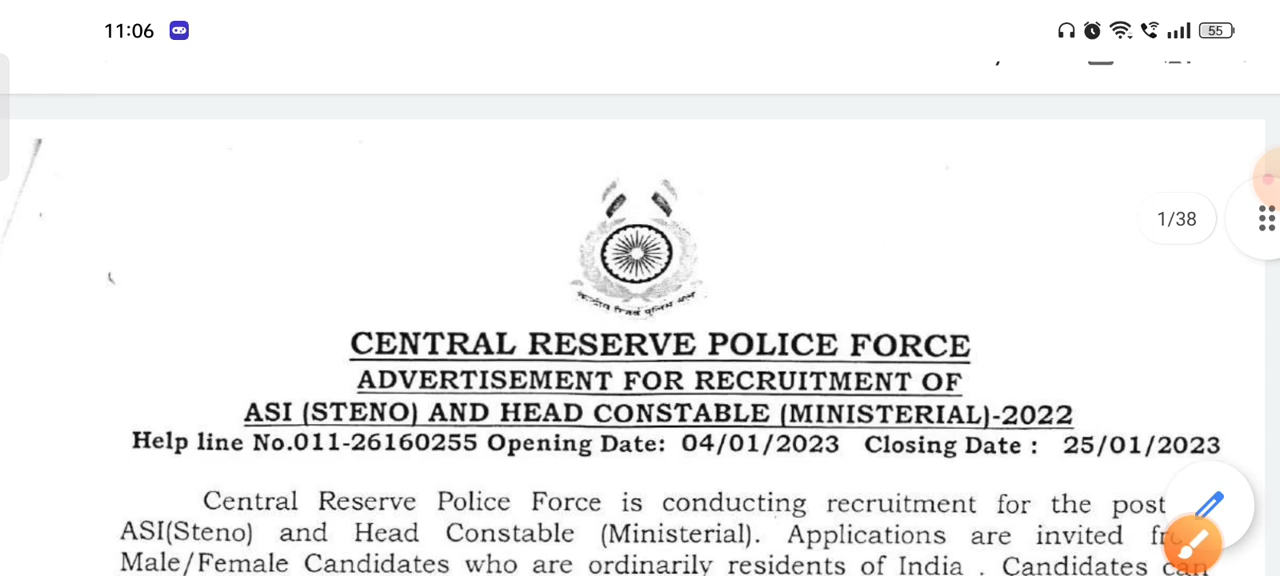 11:06
55
1/38
CENTRAL RESERVE POLICE FORCE
ADVERTISEMENT FOR RECRUITMENT OF
ASI (STENO) AND HEAD CONSTABLE (MINISTERIAL)-2022
Help line No.011-26160255 Opening Date: 04/01/2023 Closing Date : 25/01/2023
Central Reserve Police Force is conducting recruitment for the post
ASI(Steno) and Head Constable (Ministerial). Applications are invited
Male/Female Candidates who are ordinarily residents of India . Candidates can